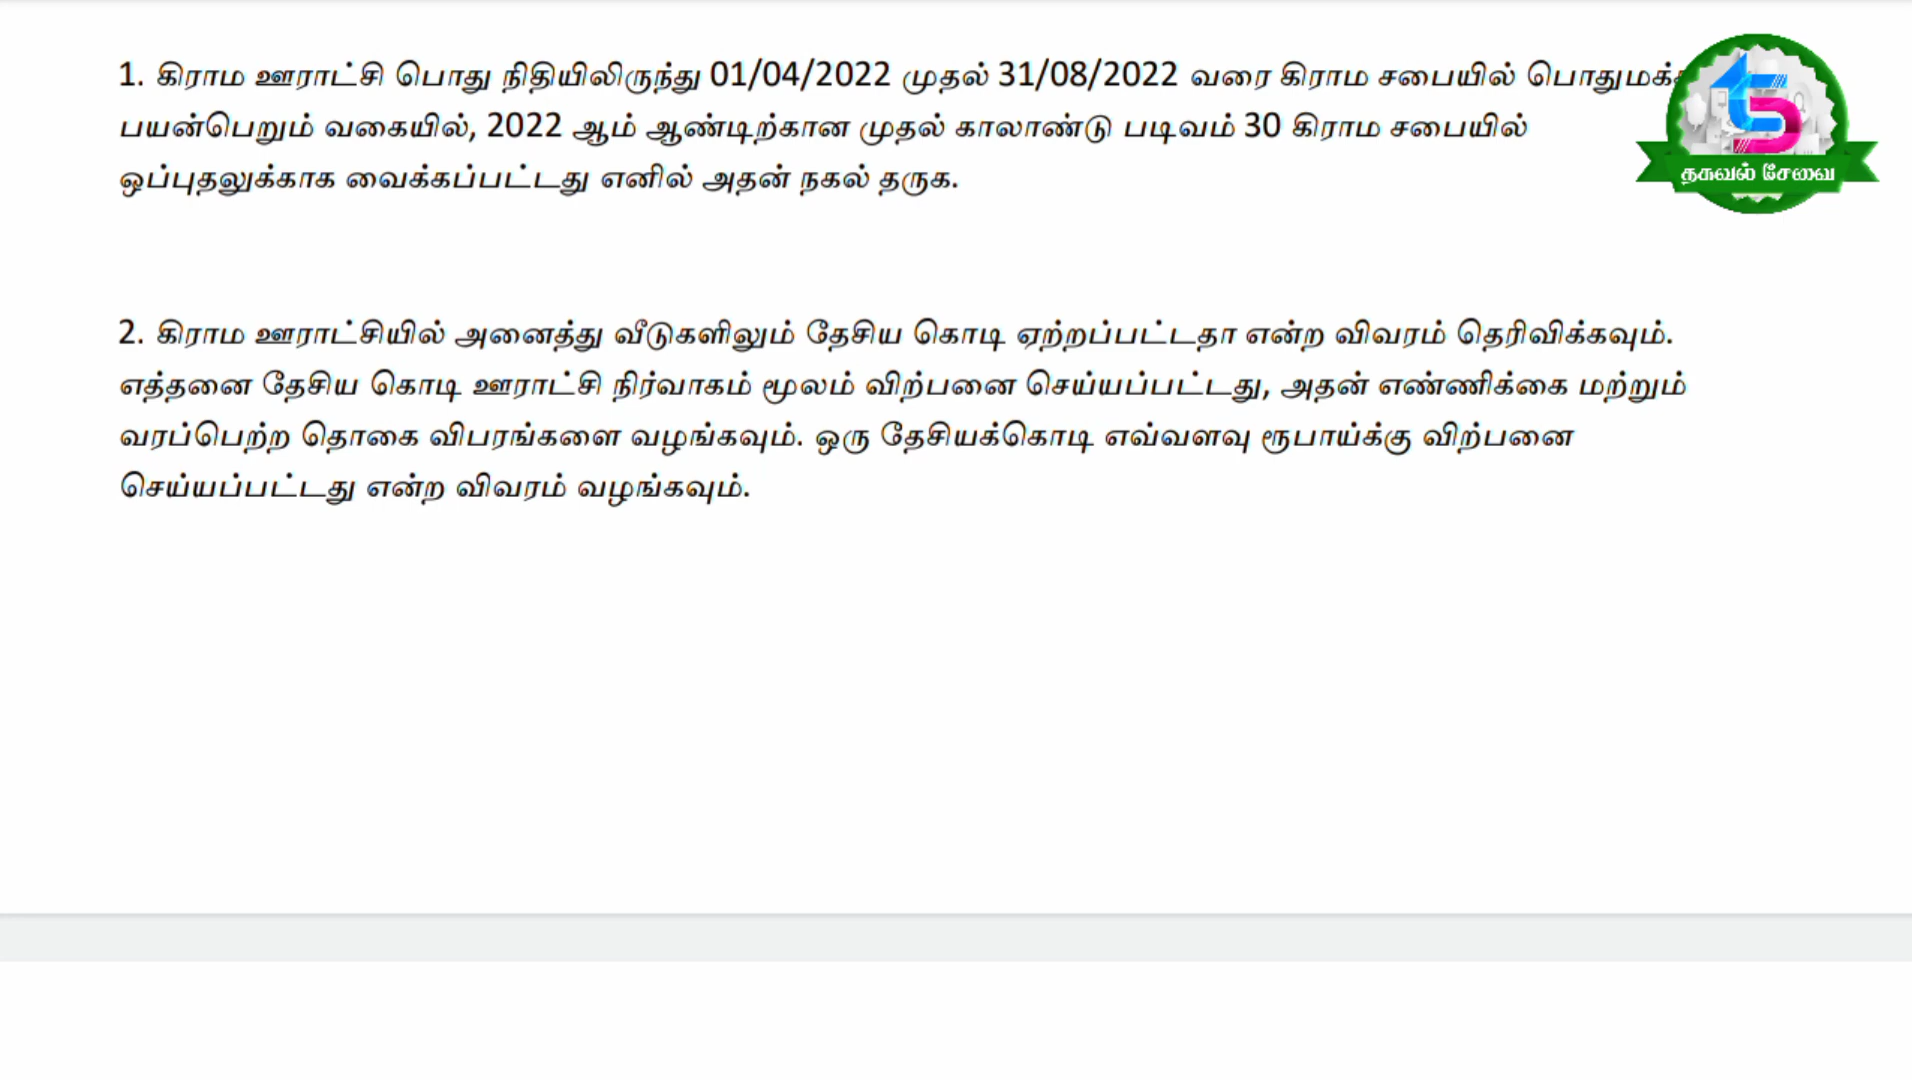 1. கிராம ஊராட்சி பொது நிதியிலிருந்து 01/04/2022 முதல் 31/08/2022 வரை கிராம சபையில்
பயன்பெறும் வகையில், 2022 ஆம் ஆண்டிற்கான முதல் காலாண்டு படிவம் 30 கிராம சபையில்
ஒப்புதலுக்காக வைக்கப்பட்டது எனில் அதன் நகல் தருக.
தகவல் சேவை
2. கிராம ஊராட்சியில் அனைத்து வீடுகளிலும் தேசிய கொடி ஏற்றப்பட்டதா என்ற விவரம் தெரிவிக்கவும்.
எத்தனை தேசிய கொடி ஊராட்சி நிர்வாகம் மூலம் விற்பனை செய்யப்பட்டது, அதன் எண்ணிக்கை மற்றும்
வரப்பெற்ற தொகை விபரங்களை வழங்கவும். ஒரு தேசியக்கொடி எவ்வளவு ரூபாய்க்கு விற்பனை
செய்யப்பட்டது என்ற விவரம் வழங்கவும்.